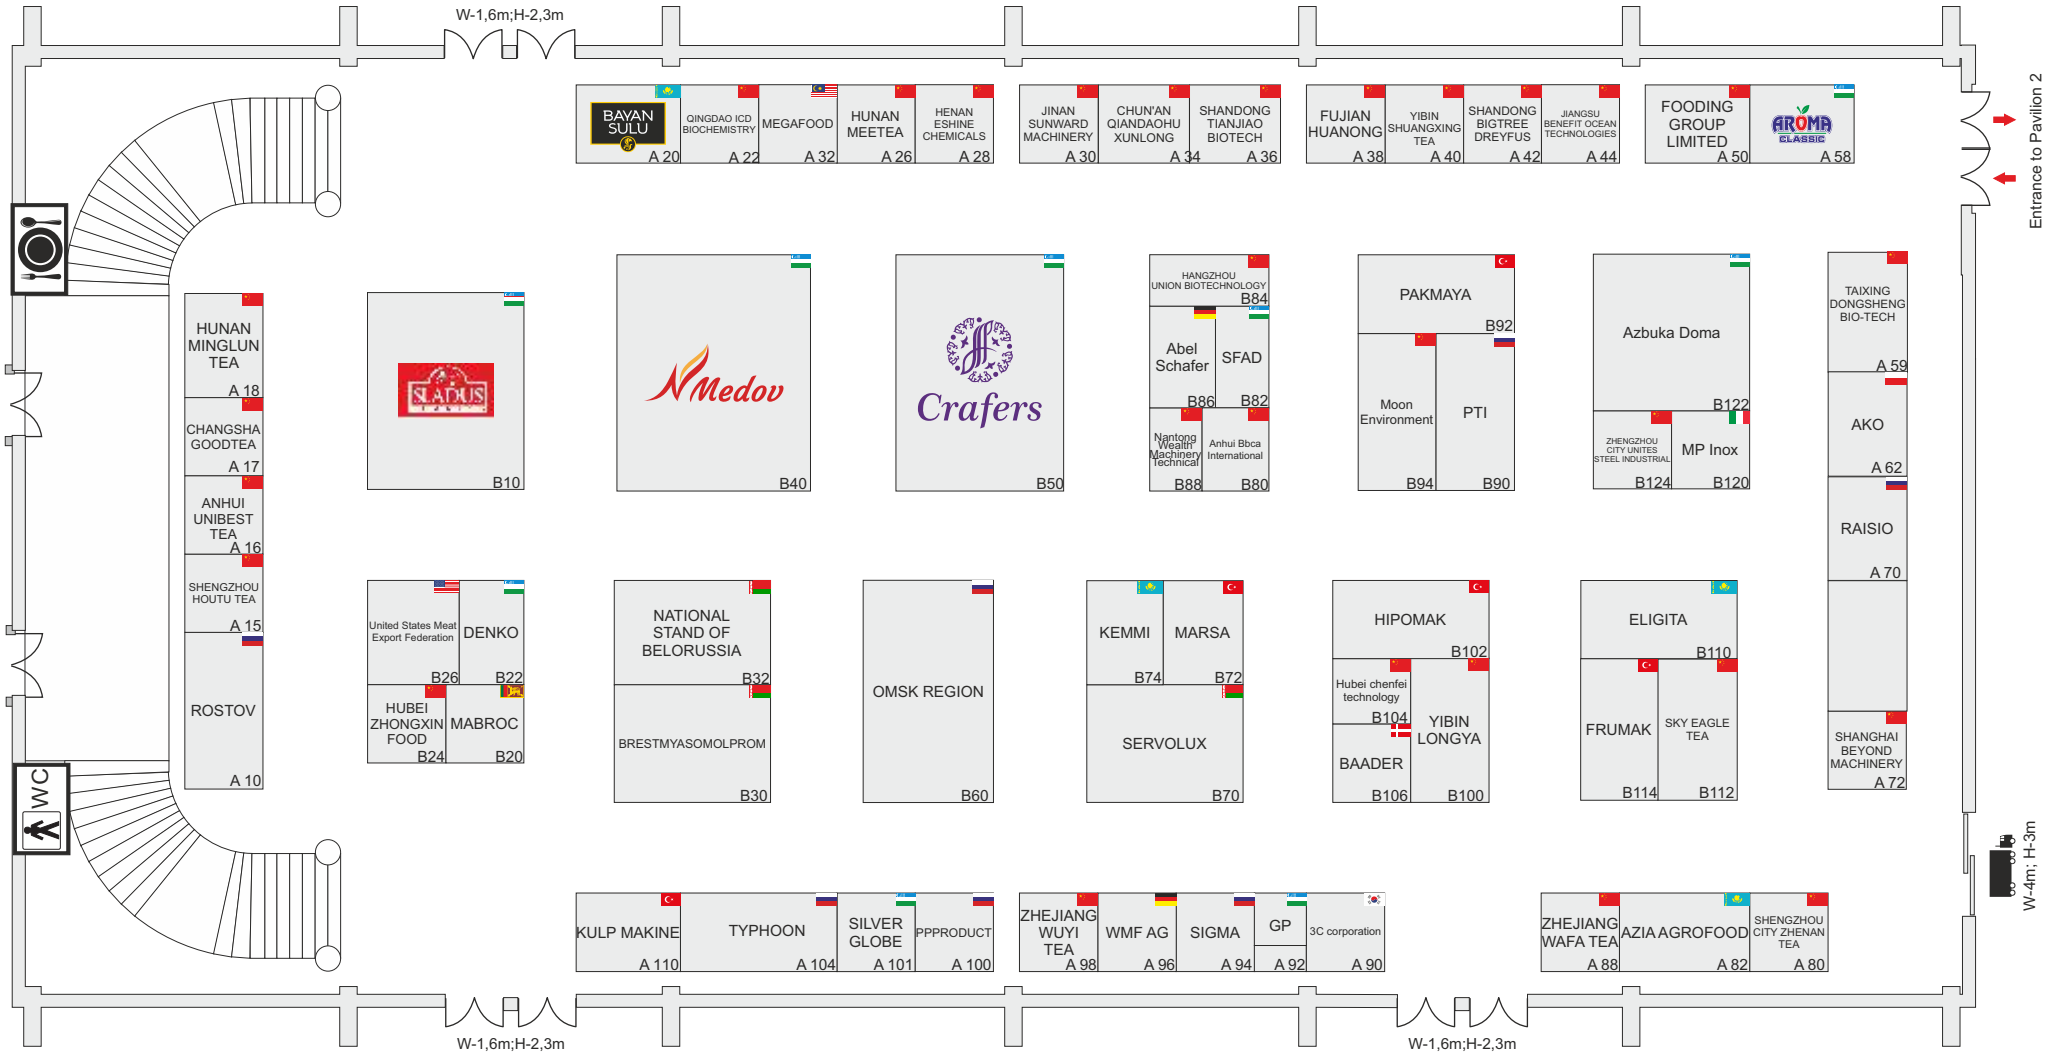 W-1,6m;H-2,3m
BAYAN
SULU
A 20
QINGDAO ICD
BIOCHEMISTRY
A 22
MEGAFOOD
A 32
HUNAN
MEETEA
A 26
HENAN
ESHINE
CHEMICALS
A 28
JINAN
SUNWARD
MACHINERY
A 30
CHUN'AN
QIANDAOHU
XUNLONG
A 34
SHANDONG
TIANJIAO
BIOTECH
A 36
FUJIAN
HUANONG
A 38
YIBIN
SHUANGXING
TEA
A 40
SHANDONG
BIGTREE
DREYFUS
A 42
JIANGSU
BENEFIT OCEAN
TECHNOLOGIES
A 44
FOODING
GROUP
LIMITED
A 50
AROMA
CLASSIC
A 58
Entrance to Pavilion 2
HUNAN
MINGLUN
TEA
A 18
CHANGSHA
GOODTEA
A 17
ANHUI
UNIBEST
TEA
A 16
SHENGZHOU
HOUTU TEA
A 15
ROSTOV
A 10
SLADUS
B10
Medov
B40
Crafers
B50
HANGZHOU
UNION BIOTECHNOLOGY
B84
Abel
Schafer
B86
SFAD
B82
Nantong
Wealth
Machinery
Technical
B88
Anhui Bbca
International
B80
PAKMAYA
B92
Moon
Environment
B94
PTI
B90
Azbuka Doma
B122
ZHENGZHOU
CITY UNITES
STEEL INDUSTRIAL
B124
MP Inox
B120
TAIXING
DONGSHENG
BIO-TECH
A 59
AKO
A 62
RAISIO
A 70
SHANGHAI
BEYOND
MACHINERY
A 72
United States Meat
Export Federation
B26
DENKO
B22
HUBEI
ZHONGXIN
FOOD
B24
MABROC
B20
NATIONAL
STAND OF
BELORUSSIA
B32
BRESTMYASOMOLPROM
B30
OMSK REGION
B60
KEMMI
B74
MARSA
B72
SERVOLUX
B70
HIPOMAK
B102
Hubei chenfei
technology
B104
BAADER
B106
YIBIN
LONGYA
B100
ELIGITA
B110
FRUMAK
B114
SKY EAGLE
TEA
B112
WC
KULP MAKINE
A 110
TYPHOON
A 104
SILVER
GLOBE
A 101
PPPRODUCT
A 100
ZHEJIANG
WUYI
TEA
A 98
WMF AG
A 96
SIGMA
A 94
GP
A 92
3C corporation
A 90
ZHEJIANG
WAFA TEA
A 88
AZIA AGROFOOD
A 82
SHENGZHOU
CITY ZHENAN
TEA
A 80
W-4m; H-3m
W-1,6m;H-2,3m
W-1,6m;H-2,3m